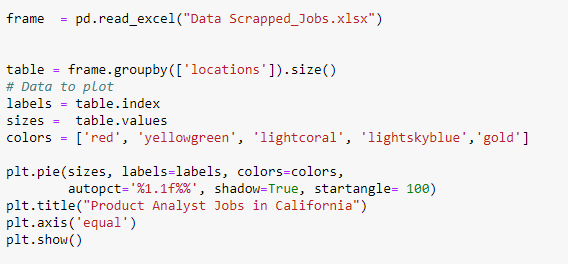 frame  = pd.read_excel("Data Scrapped_Jobs.xlsx")
table = frame.groupby(['locations']).size()
# Data to plot
labels = table.index
sizes =  table.values
colors = ['red', 'yellowgreen', 'lightcoral', 'lightskyblue','gold']
plt.pie(sizes, labels=labels, colors=colors,
        autopct='%1.1f%%', shadow=True, startangle= 100)
plt.title("Product Analyst Jobs in California")
plt.axis('equal')
plt.show()